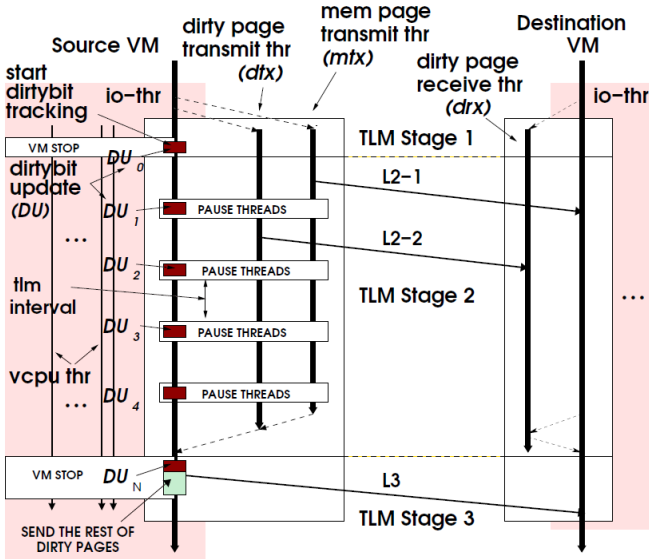 Source VM
dirty page
transmit thr
(dtx)
mem page
transmit thr
(mtx)
Destination
VM
start
dirtybit
tracking
io-thr
dirty page
receive thr
(drx)
io-thr
TLM Stage 1
VM STOP
DU 0
dirtybit
update
(DU)
L2-1
DU 1
PAUSE THREADS
...
L2-2
DU 2
PAUSE THREADS
tlm
interval
TLM Stage 2
...
DU 3
PAUSE THREADS
vcpu thr
...
DU 4
PAUSE THREADS
VM STOP
DU N
L3
SEND THE REST OF
DIRTY PAGES
TLM Stage 3